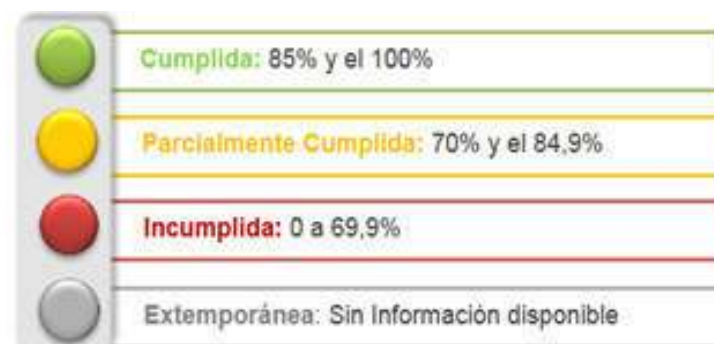 Cumplida: 85% y el 100%
Parcialmente Cumplida: 70% y el 84,9%
Incumplida: 0 a 69,9%
Extemporánea: Sin Información disponible